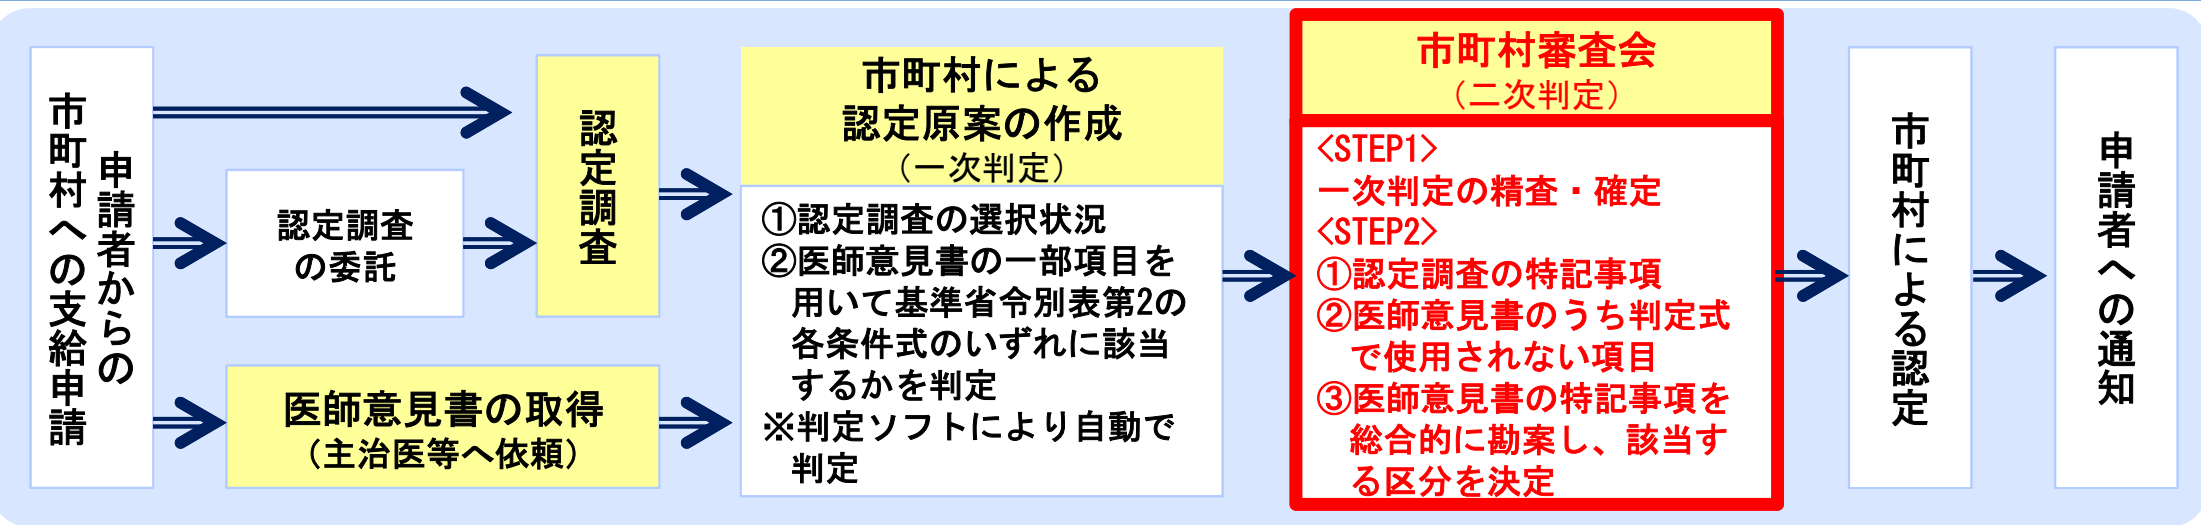 申請者からの
市町村への支給申請
認定調査
の委託
医師意見書の取得
（主治医等へ依頼）
認定調査
市町村による
認定原案の作成
（一次判定）
①認定調査の選択状況
②医師意見書の一部項目を
用いて基準省令別表第2の
各条件式のいずれに該当
するかを判定
※判定ソフトにより自動で
判定
市町村審査会
（二次判定）
<STEP1>
一次判定の精査・確定
<STEP2>
①認定調査の特記事項
②医師意見書のうち判定式
で使用されない項目
③医師意見書の特記事項を
総合的に勘案し、該当す
る区分を決定
市町村による認定
申請者への通知